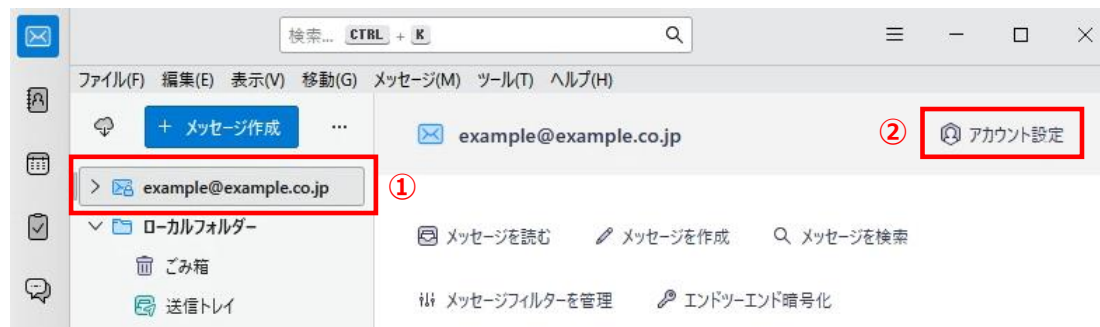 検索... CTRL + K
ファイル(F) 編集(E) 表示(V) 移動(G) メッセージ(M) ツール(T) ヘルプ(H)
+ メッセージ作成 ...
example@example.co.jp
② アカウント設定
example@example.co.jp ①
ローカルフォルダー
ごみ箱
送信トレイ
メッセージを読む メッセージを作成 メッセージを検索
メッセージフィルターを管理 エンドツーエンド暗号化